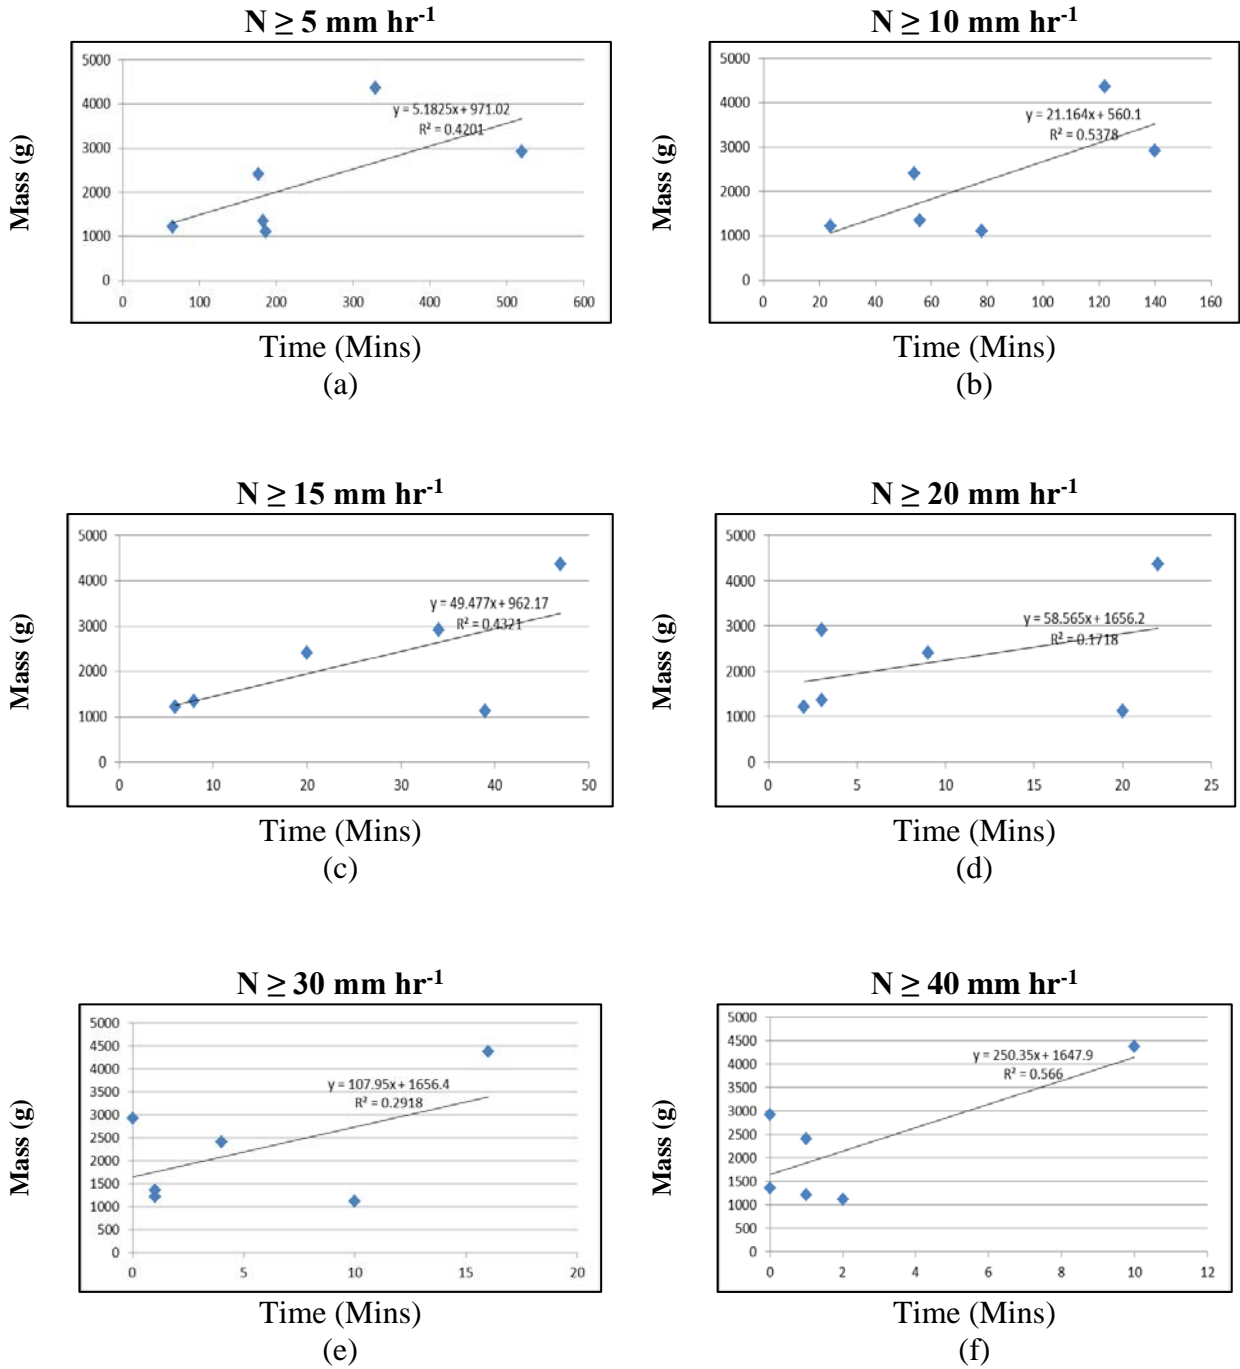 N ≥ 5 mm hr-1
N ≥ 10 mm hr-1
Mass (g)
5000
4000
3000
2000
1000
0
y = 5.1825x + 971.02
R² = 0.4201
0 100 200 300 400 500 600
Time (Mins)
(a)
Mass (g)
5000
4000
3000
2000
1000
0
y = 21.164x + 560.1
R² = 0.5378
0 20 40 60 80 100 120 140 160
Time (Mins)
(b)
N ≥ 15 mm hr-1
N ≥ 20 mm hr-1
Mass (g)
5000
4000
3000
2000
1000
0
y = 49.477x + 962.17
R² = 0.4321
0 10 20 30 40 50
Time (Mins)
(c)
Mass (g)
5000
4000
3000
2000
1000
0
y = 58.565x + 1656.2
R² = 0.1718
0 5 10 15 20 25
Time (Mins)
(d)
N ≥ 30 mm hr-1
N ≥ 40 mm hr-1
Mass (g)
5000
4500
4000
3500
3000
2500
2000
1500
1000
500
0
y = 107.95x + 1656.4
R² = 0.2918
0 5 10 15 20
Time (Mins)
(e)
Mass (g)
5000
4500
4000
3500
3000
2500
2000
1500
1000
500
0
y = 250.35x + 1647.9
R² = 0.566
0 2 4 6 8 10 12
Time (Mins)
(f)